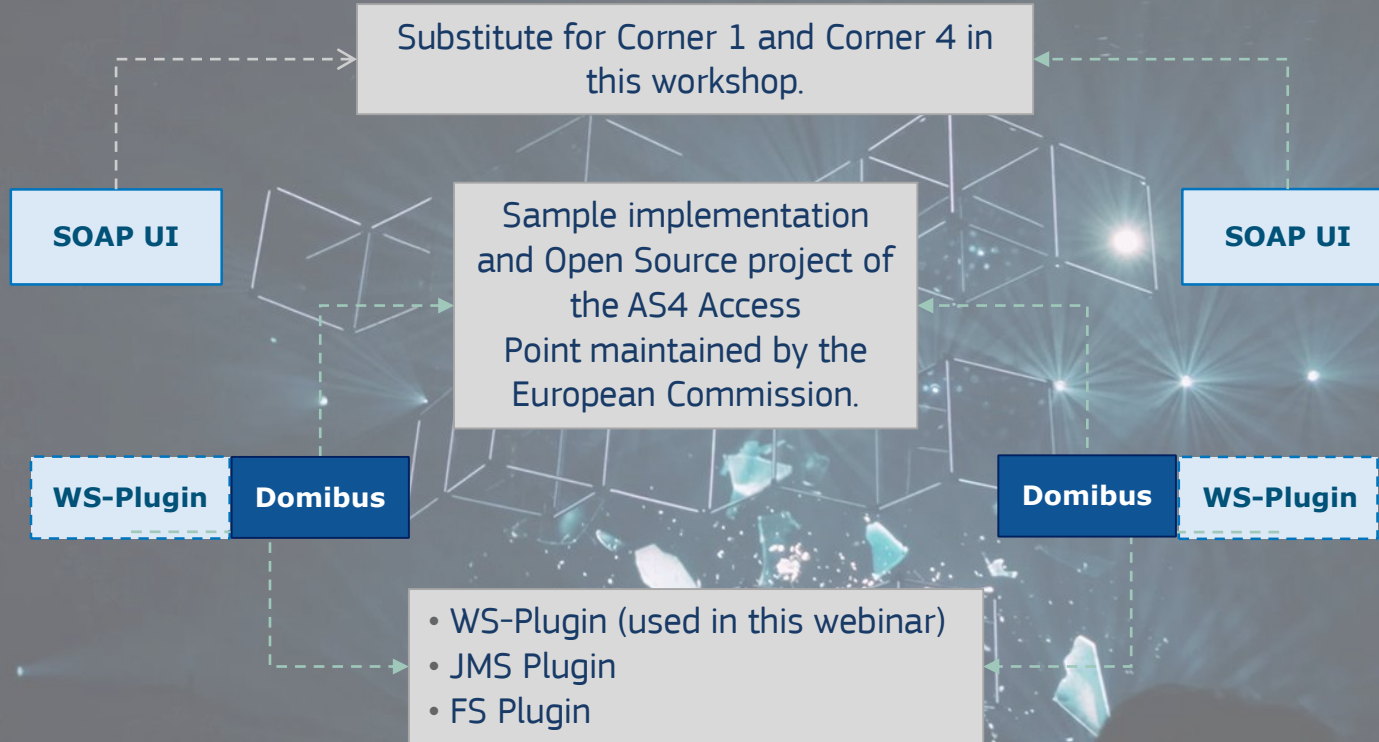 Substitute for Corner 1 and Corner 4 in
this workshop.
SOAP UI
SOAP UI
Sample implementation
and Open Source project of
the AS4 Access
Point maintained by the
European Commission.
WS-Plugin
Domibus
Domibus
WS-Plugin
• WS-Plugin (used in this webinar)
• JMS Plugin
• FS Plugin